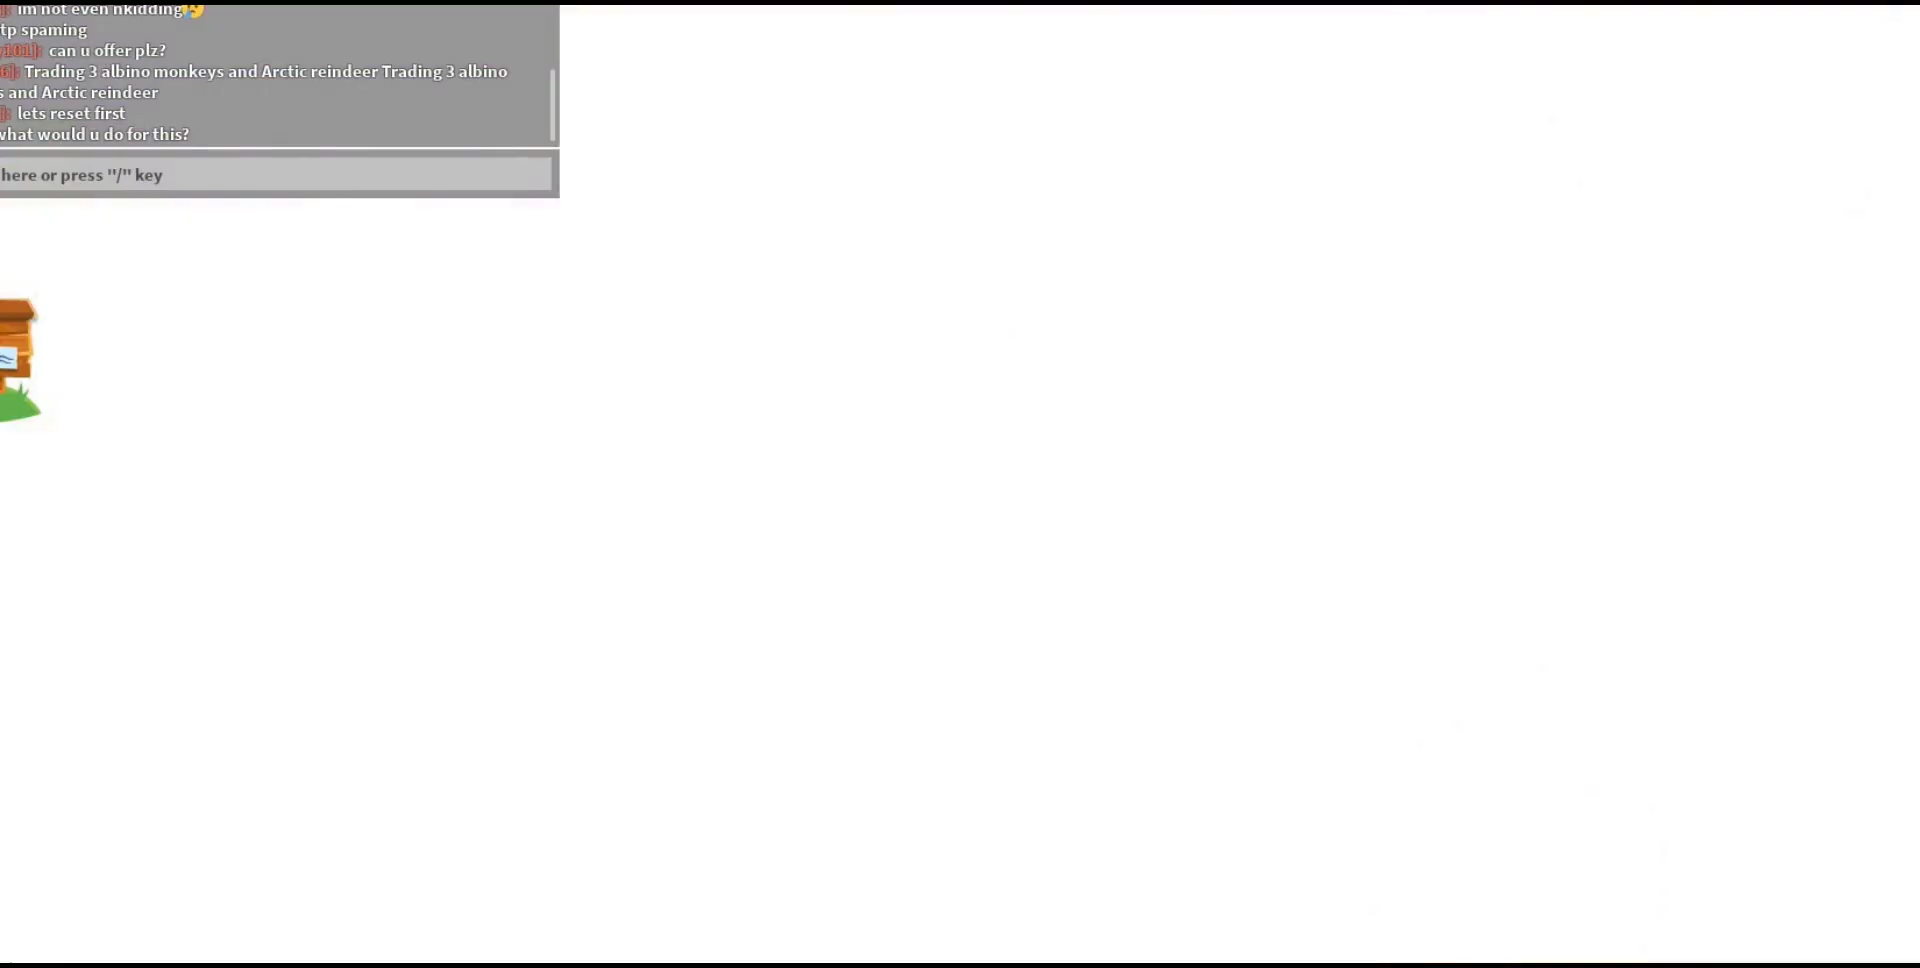 im not even nkidding😢
tp spaming
can u offer plz?
Trading 3 albino monkeys and Arctic reindeer Trading 3 albino
s and Arctic reindeer
lets reset first
what would u do for this?
here or press "/" key